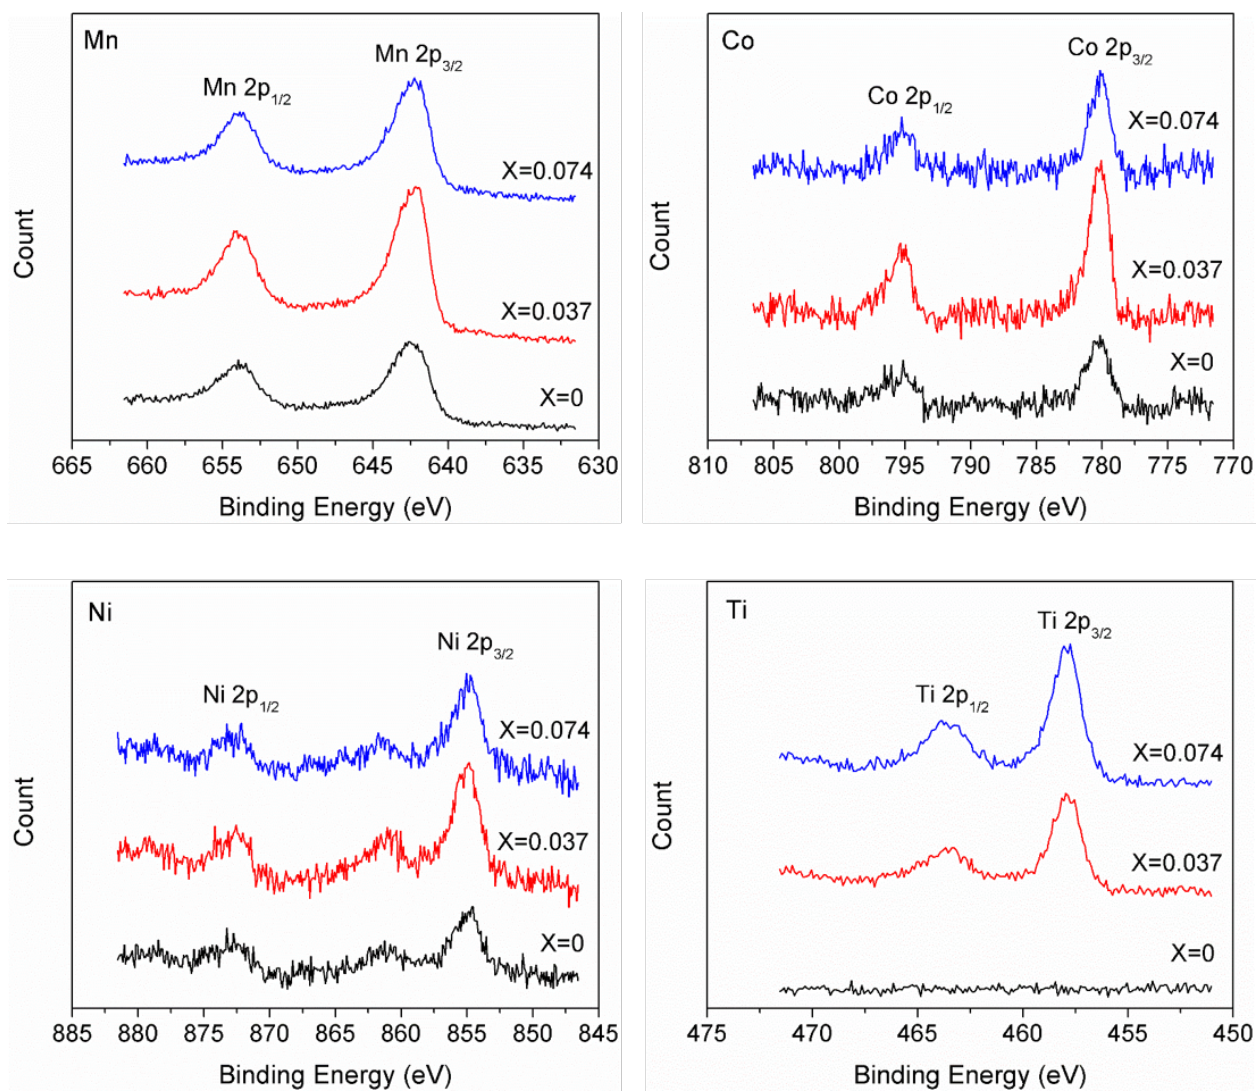 Mn
Mn 2p1/2
Mn 2p3/2
X=0.074
X=0.037
X=0
Count
665 660 655 650 645 640 635 630
Binding Energy (eV)
Co
Co 2p1/2
Co 2p3/2
X=0.074
X=0.037
X=0
Count
810 805 800 795 790 785 780 775 770
Binding Energy (eV)
Ni
Ni 2p1/2
Ni 2p3/2
X=0.074
X=0.037
X=0
Count
885 880 875 870 865 860 855 850 845
Binding Energy (eV)
Ti
Ti 2p1/2
Ti 2p3/2
X=0.074
X=0.037
X=0
Count
475 470 465 460 455 450
Binding Energy (eV)